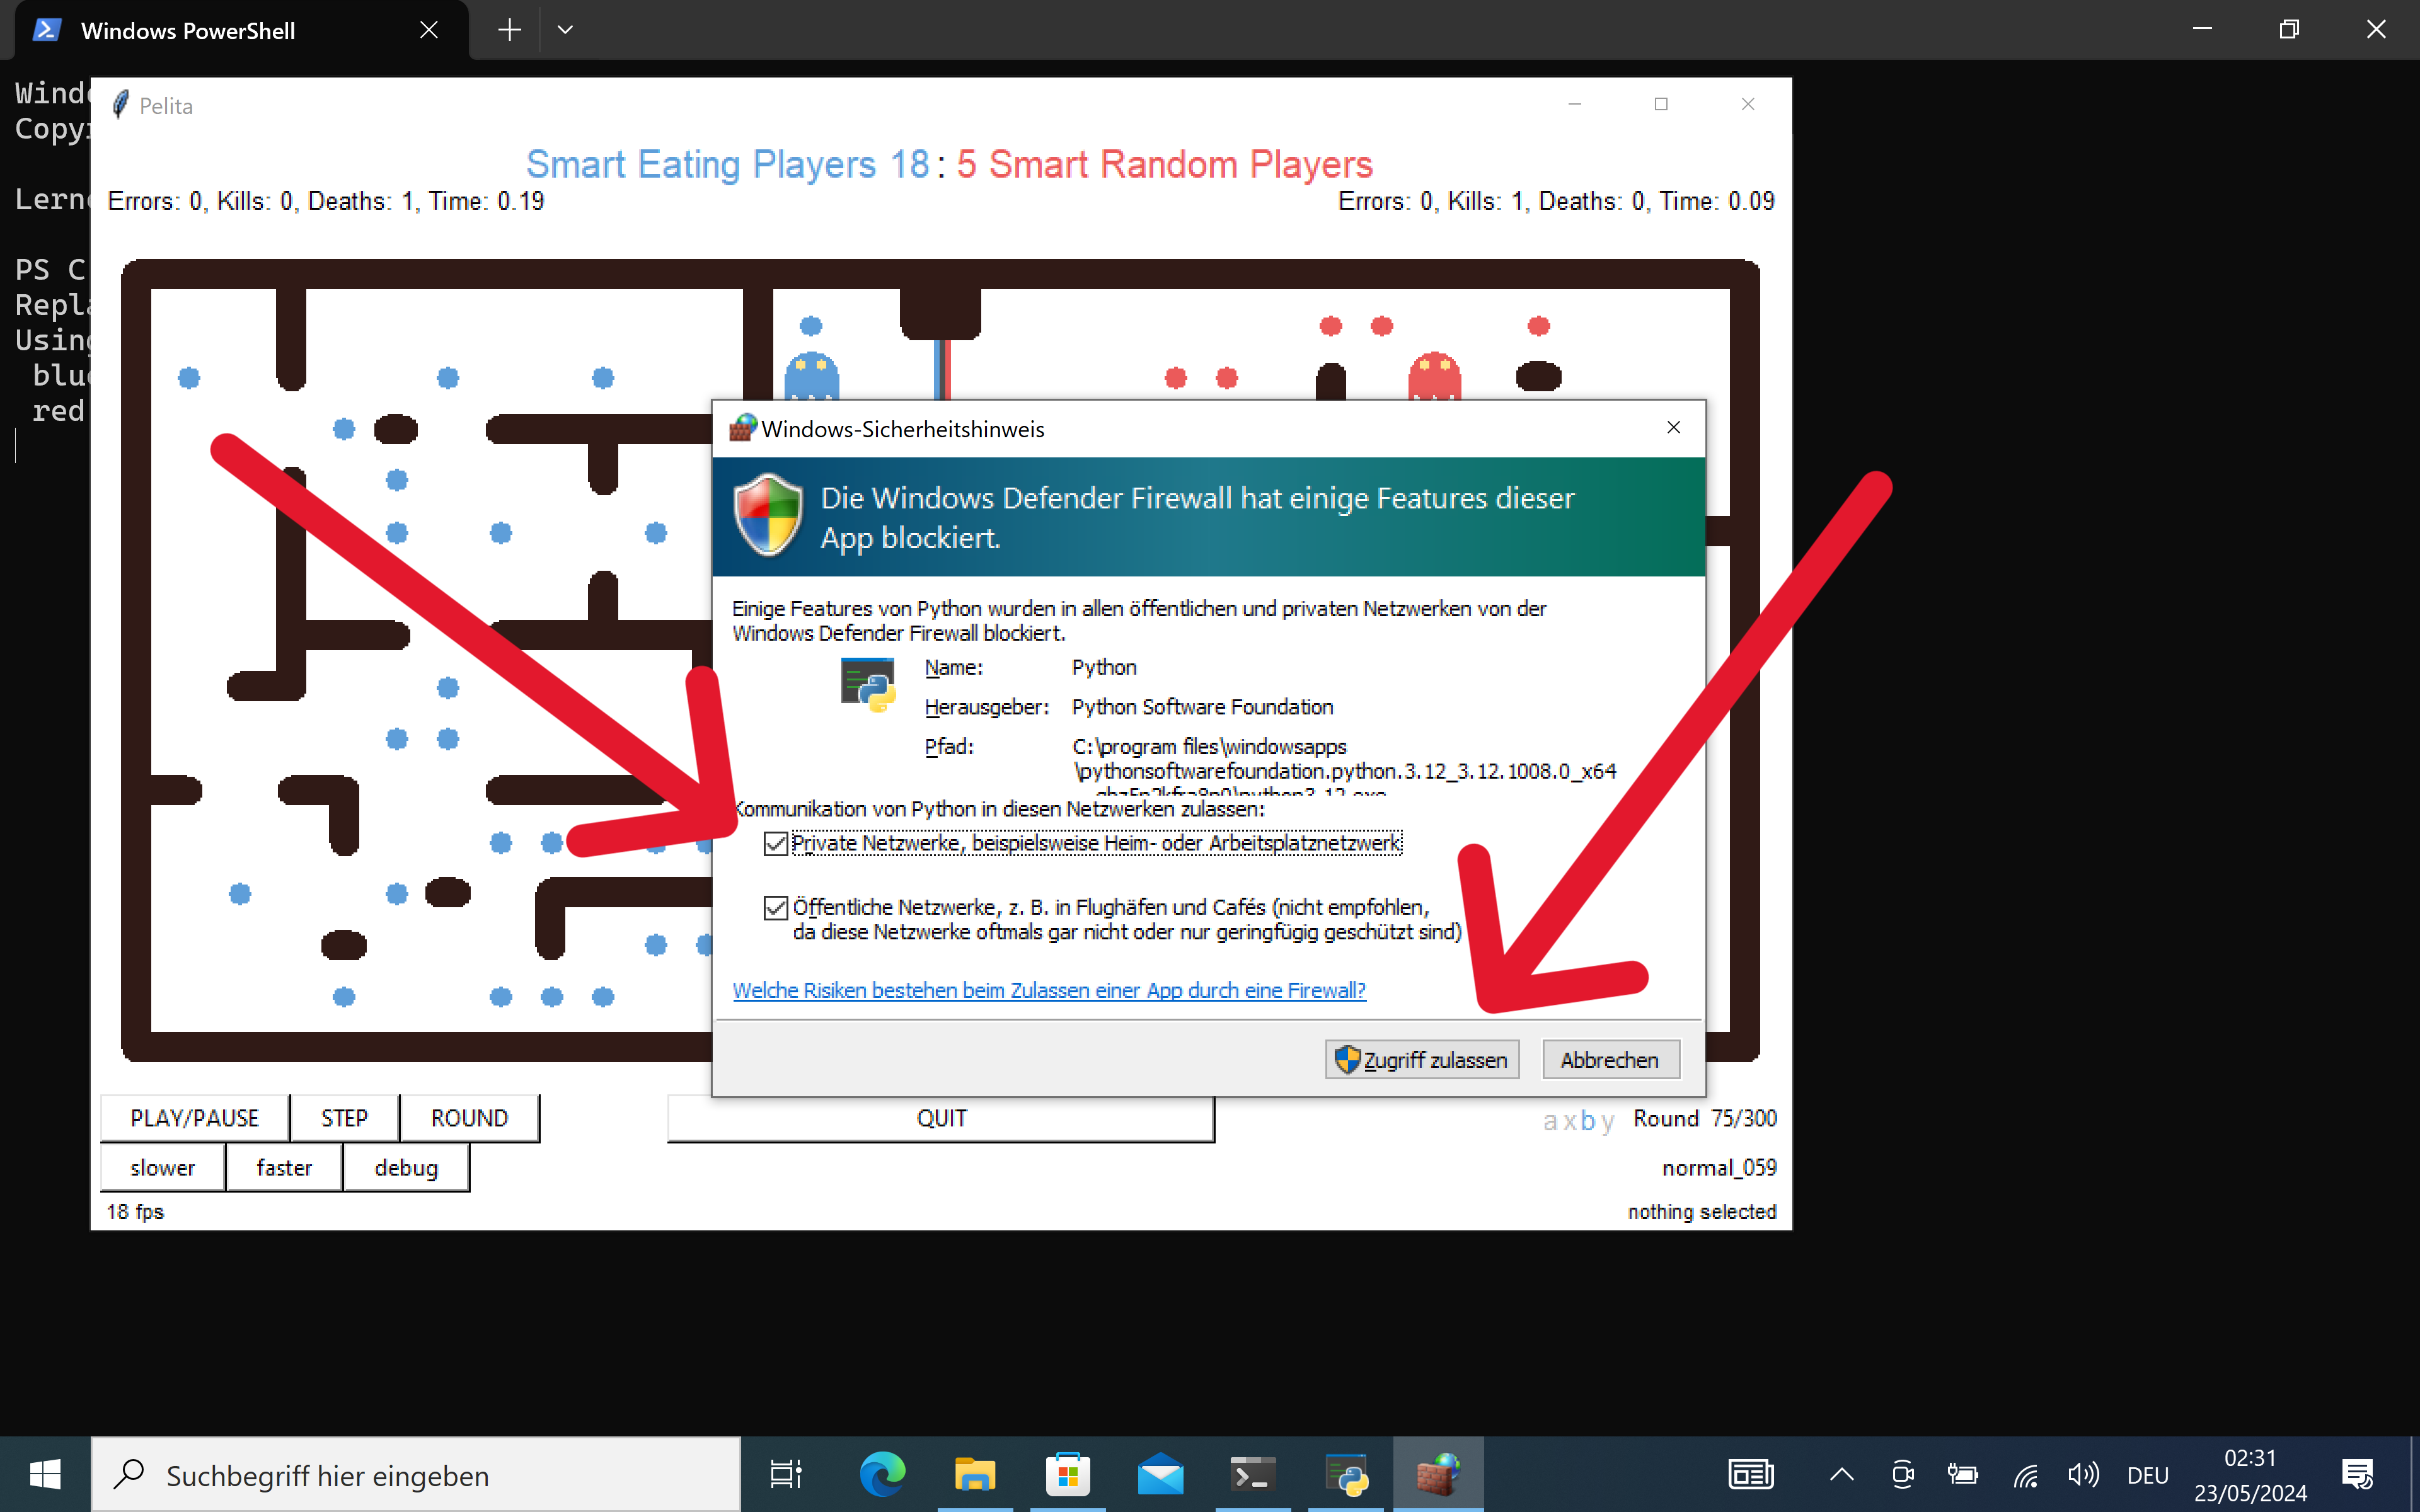 Windows PowerShell
Copyr
Lern
PS C
Repla
Using
blu
red
Pelita
Smart Eating Players 18 : 5 Smart Random Players
Errors: 0, Kills: 0, Deaths: 1, Time: 0.19
Errors: 0, Kills: 1, Deaths: 0, Time: 0.09
Windows-Sicherheitshinweis
Die Windows Defender Firewall hat einige Features dieser
App blockiert.
Einige Features von Python wurden in allen öffentlichen und privaten Netzwerken von der
Windows Defender Firewall blockiert.
Name: Python
Herausgeber: Python Software Foundation
Pfad: C:\program files\windowsapps
\pythonsoftwarefoundation.python.3.12_3.12.1008.0_x64
Kommunikation von Python in diesen Netzwerken zulassen:
Private Netzwerke, beispielsweise Heim- oder Arbeitsplatznetzwerk
Öffentliche Netzwerke, z. B. in Flughäfen und Cafés (nicht empfohlen,
da diese Netzwerke oftmals gar nicht oder nur geringfügig geschützt sind)
Welche Risiken bestehen beim Zulassen einer App durch eine Firewall?
Zugriff zulassen
Abbrechen
PLAY/PAUSE STEP ROUND QUIT
a x b y Round 75/300
slower faster debug
normal_059
18 fps
nothing selected
Suchbegriff hier eingeben
DEU
02:31
23/05/2024